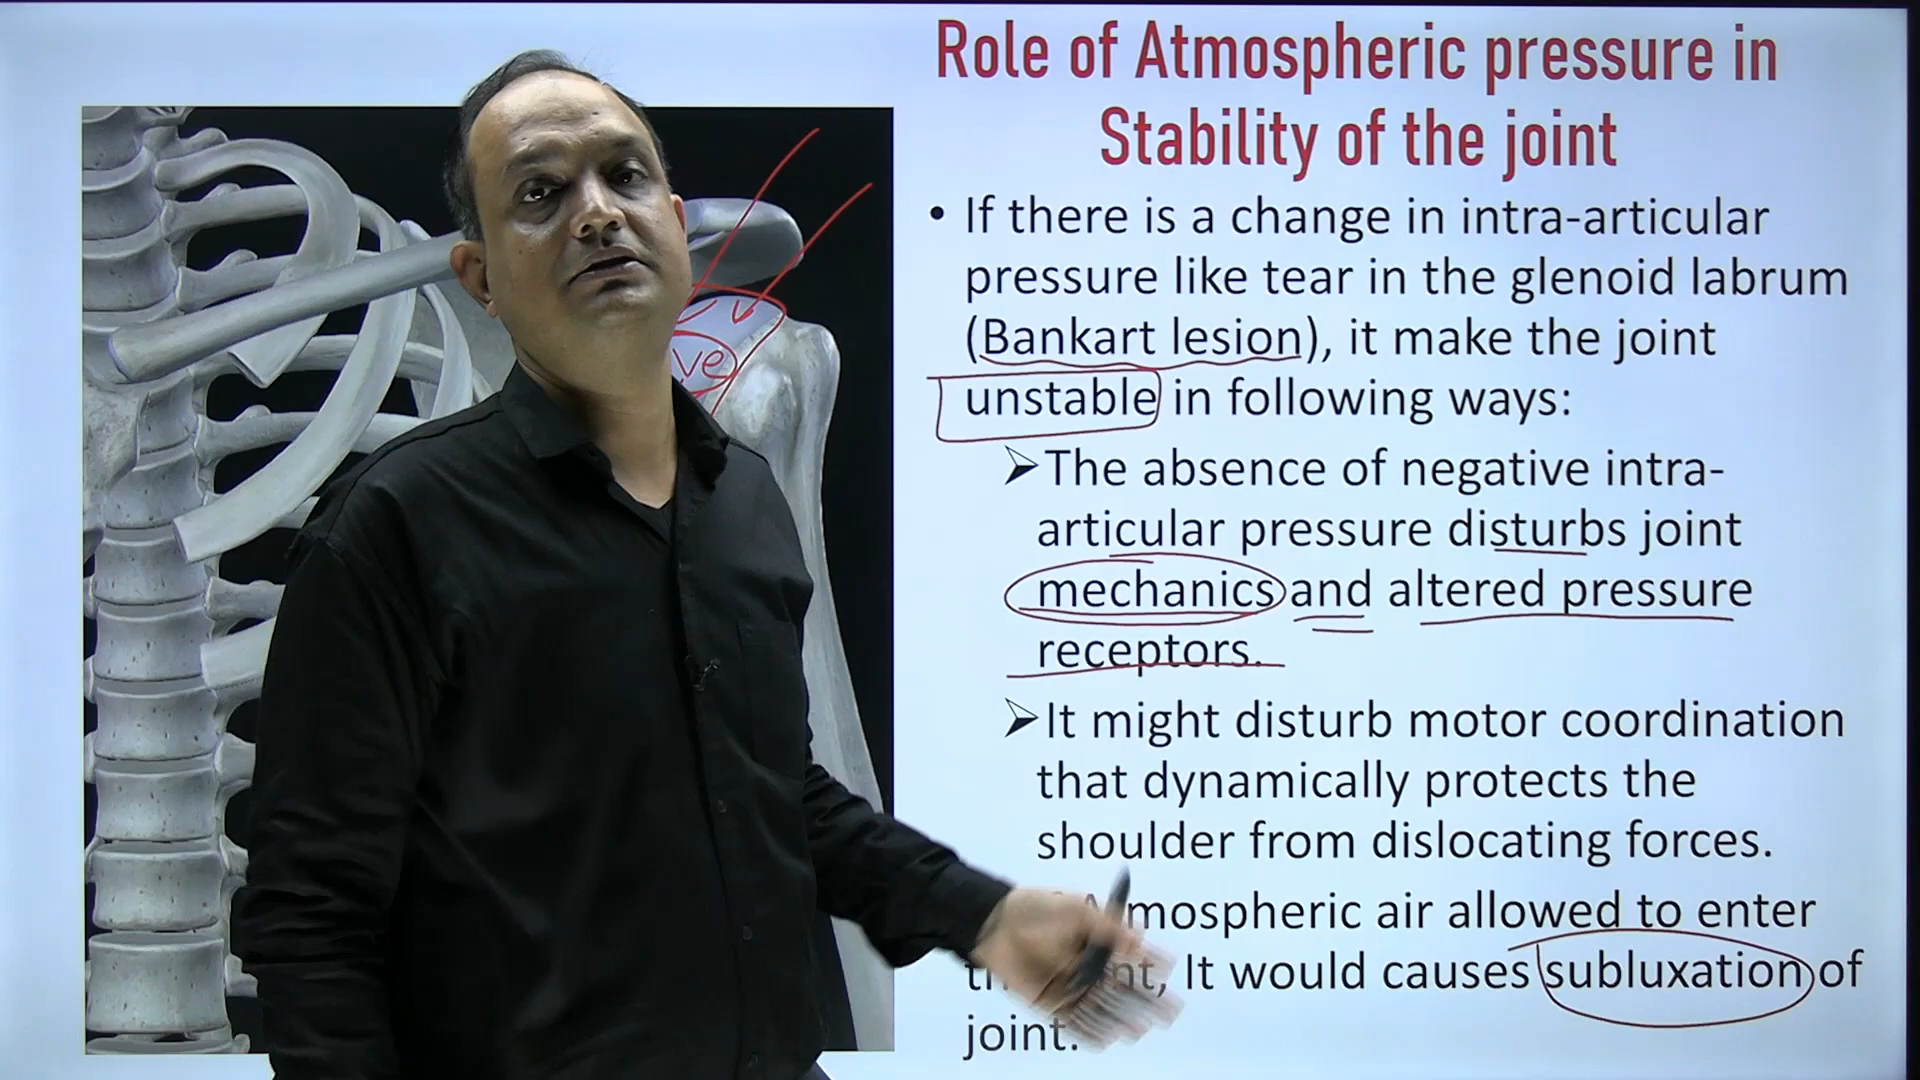 Role of Atmospheric pressure in
Stability of the joint
• If there is a change in intra-articular
pressure like tear in the glenoid labrum
(Bankart lesion), it make the joint
unstable in following ways:
➢The absence of negative intra-
articular pressure disturbs joint
mechanics and altered pressure
receptors.
➢It might disturb motor coordination
that dynamically protects the
shoulder from dislocating forces.
Atmospheric air allowed to enter
It would causes subluxation of
joint.
ve